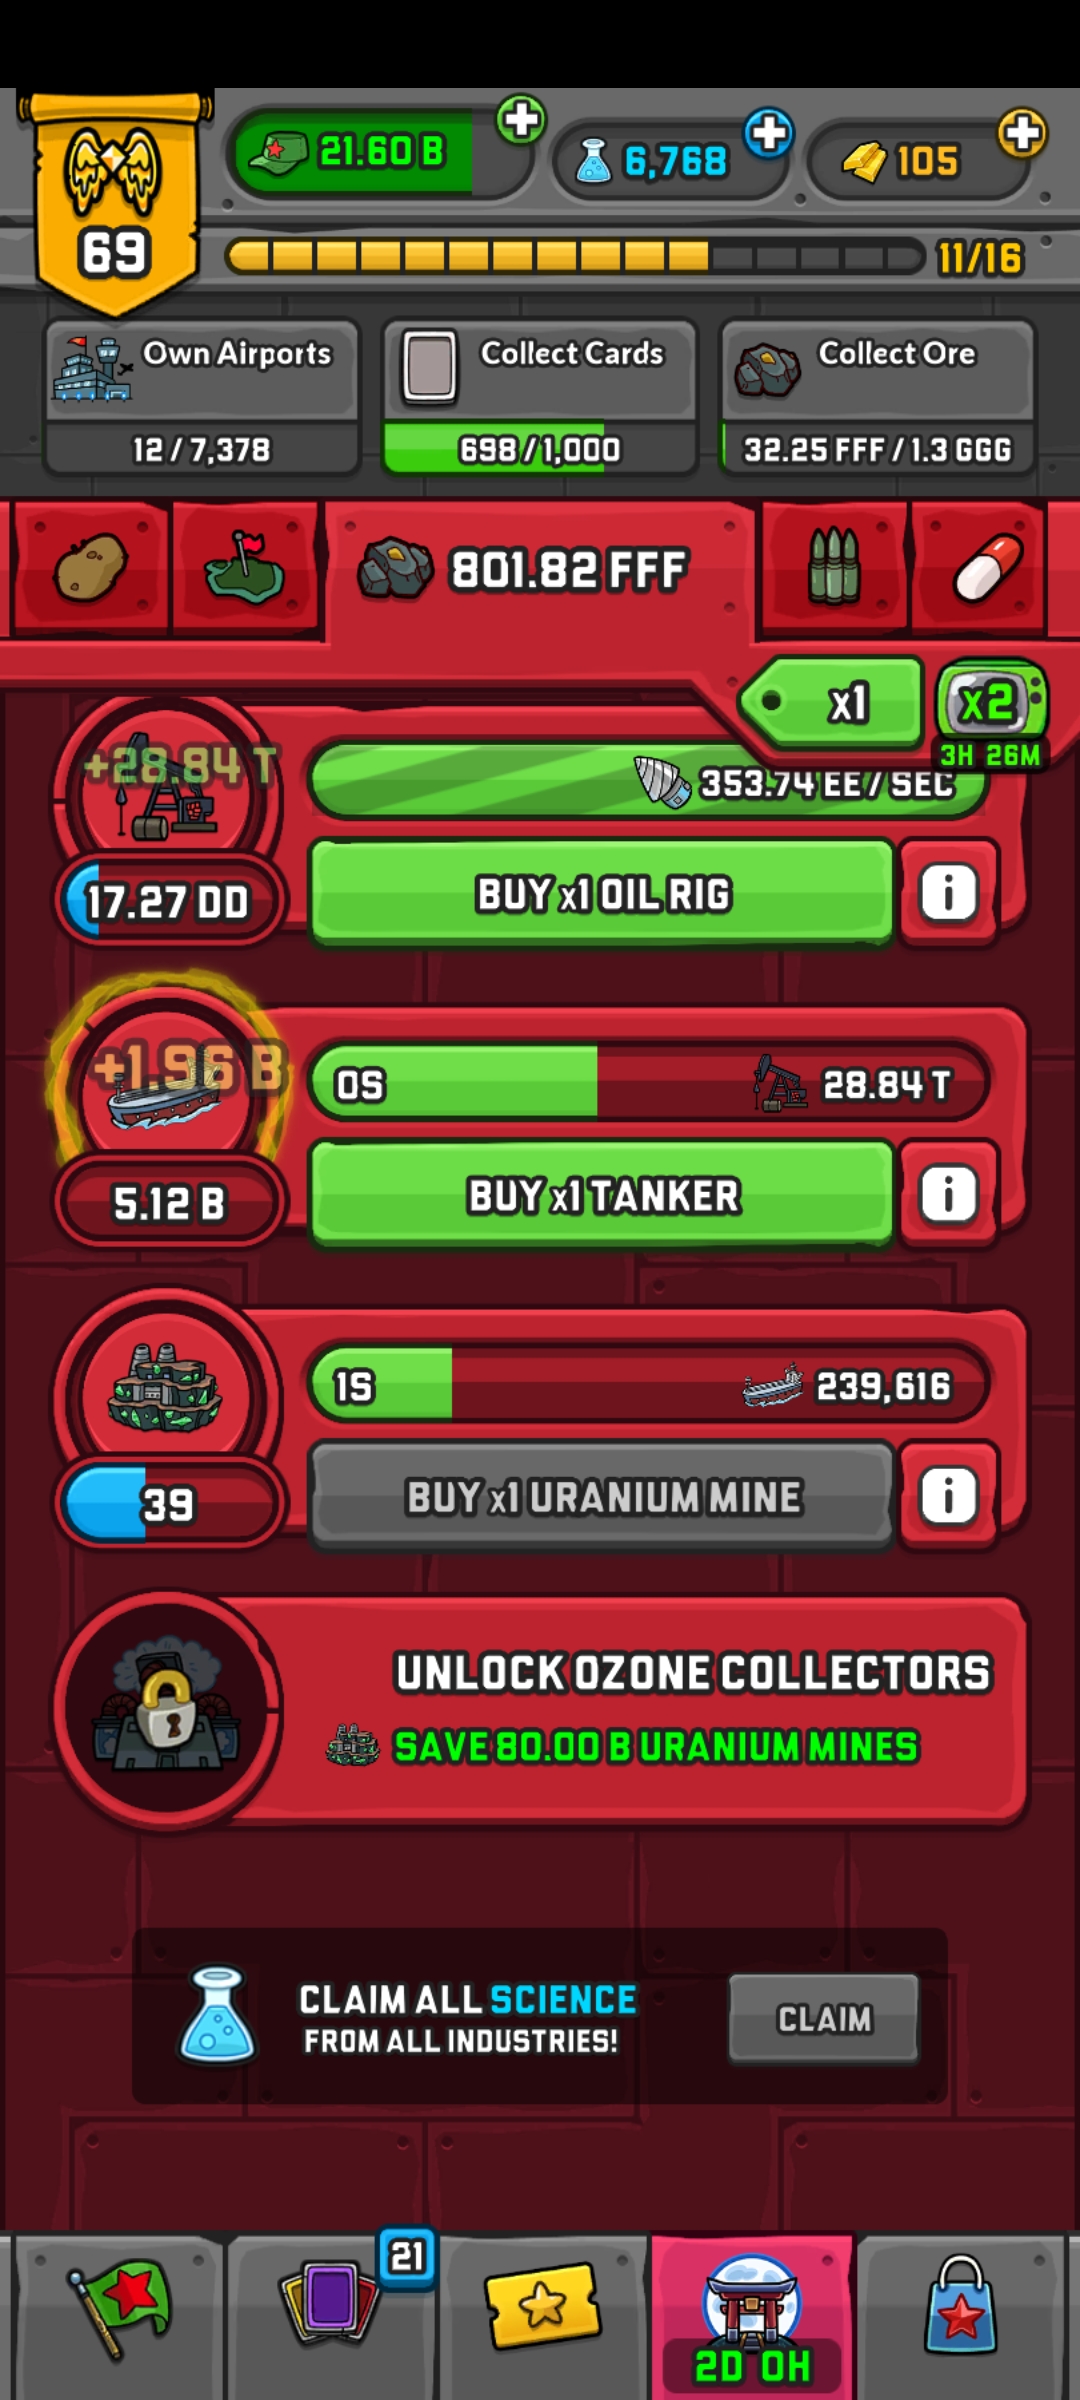 69
21.60 B
6,768
105
11/16
Own Airports
12 / 7,378
Collect Cards
698 / 1,000
Collect Ore
32.25 FFF / 1.3 GGG
801.82 FFF
x1
x2
3H 26M
+28.84 T
353.74 EE / SEC
17.27 DD
BUY x1 OIL RIG
i
+1.96 B
0S
28.84 T
5.12 B
BUY x1 TANKER
i
1S
239,616
39
BUY x1 URANIUM MINE
i
UNLOCK OZONE COLLECTORS
SAVE 80.00 B URANIUM MINES
CLAIM ALL SCIENCE
FROM ALL INDUSTRIES!
CLAIM
21
2D 0H